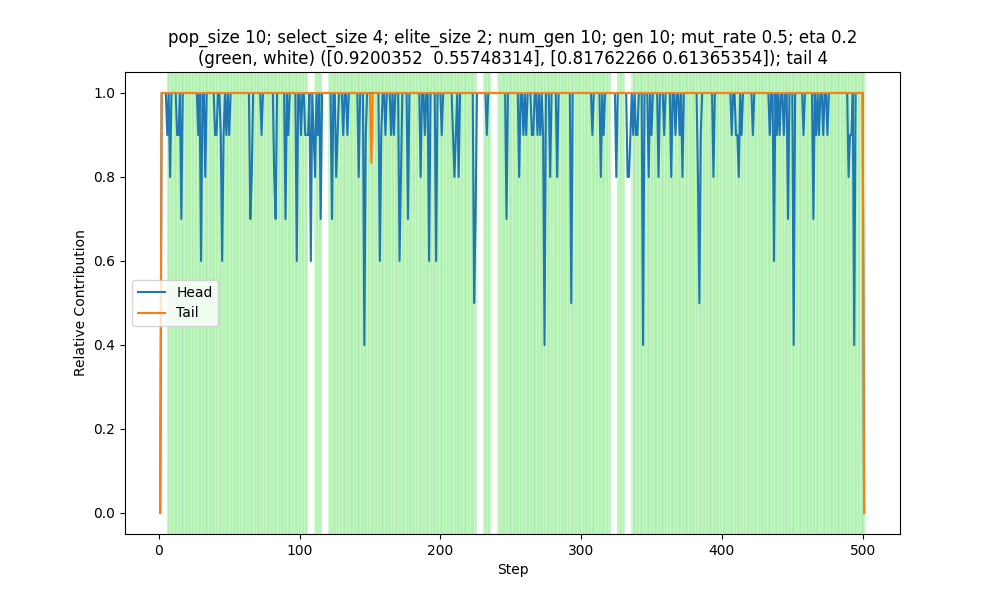 pop_size 10; select_size 4; elite_size 2; num_gen 10; gen 10; mut_rate 0.5; eta 0.2
(green, white) ([0.9200352  0.55748314], [0.81762266 0.61365354]); tail 4
1.0
0.8
0.6
0.4
0.2
0.0
Relative Contribution
Head
Tail
0
100
200
300
400
500
Step